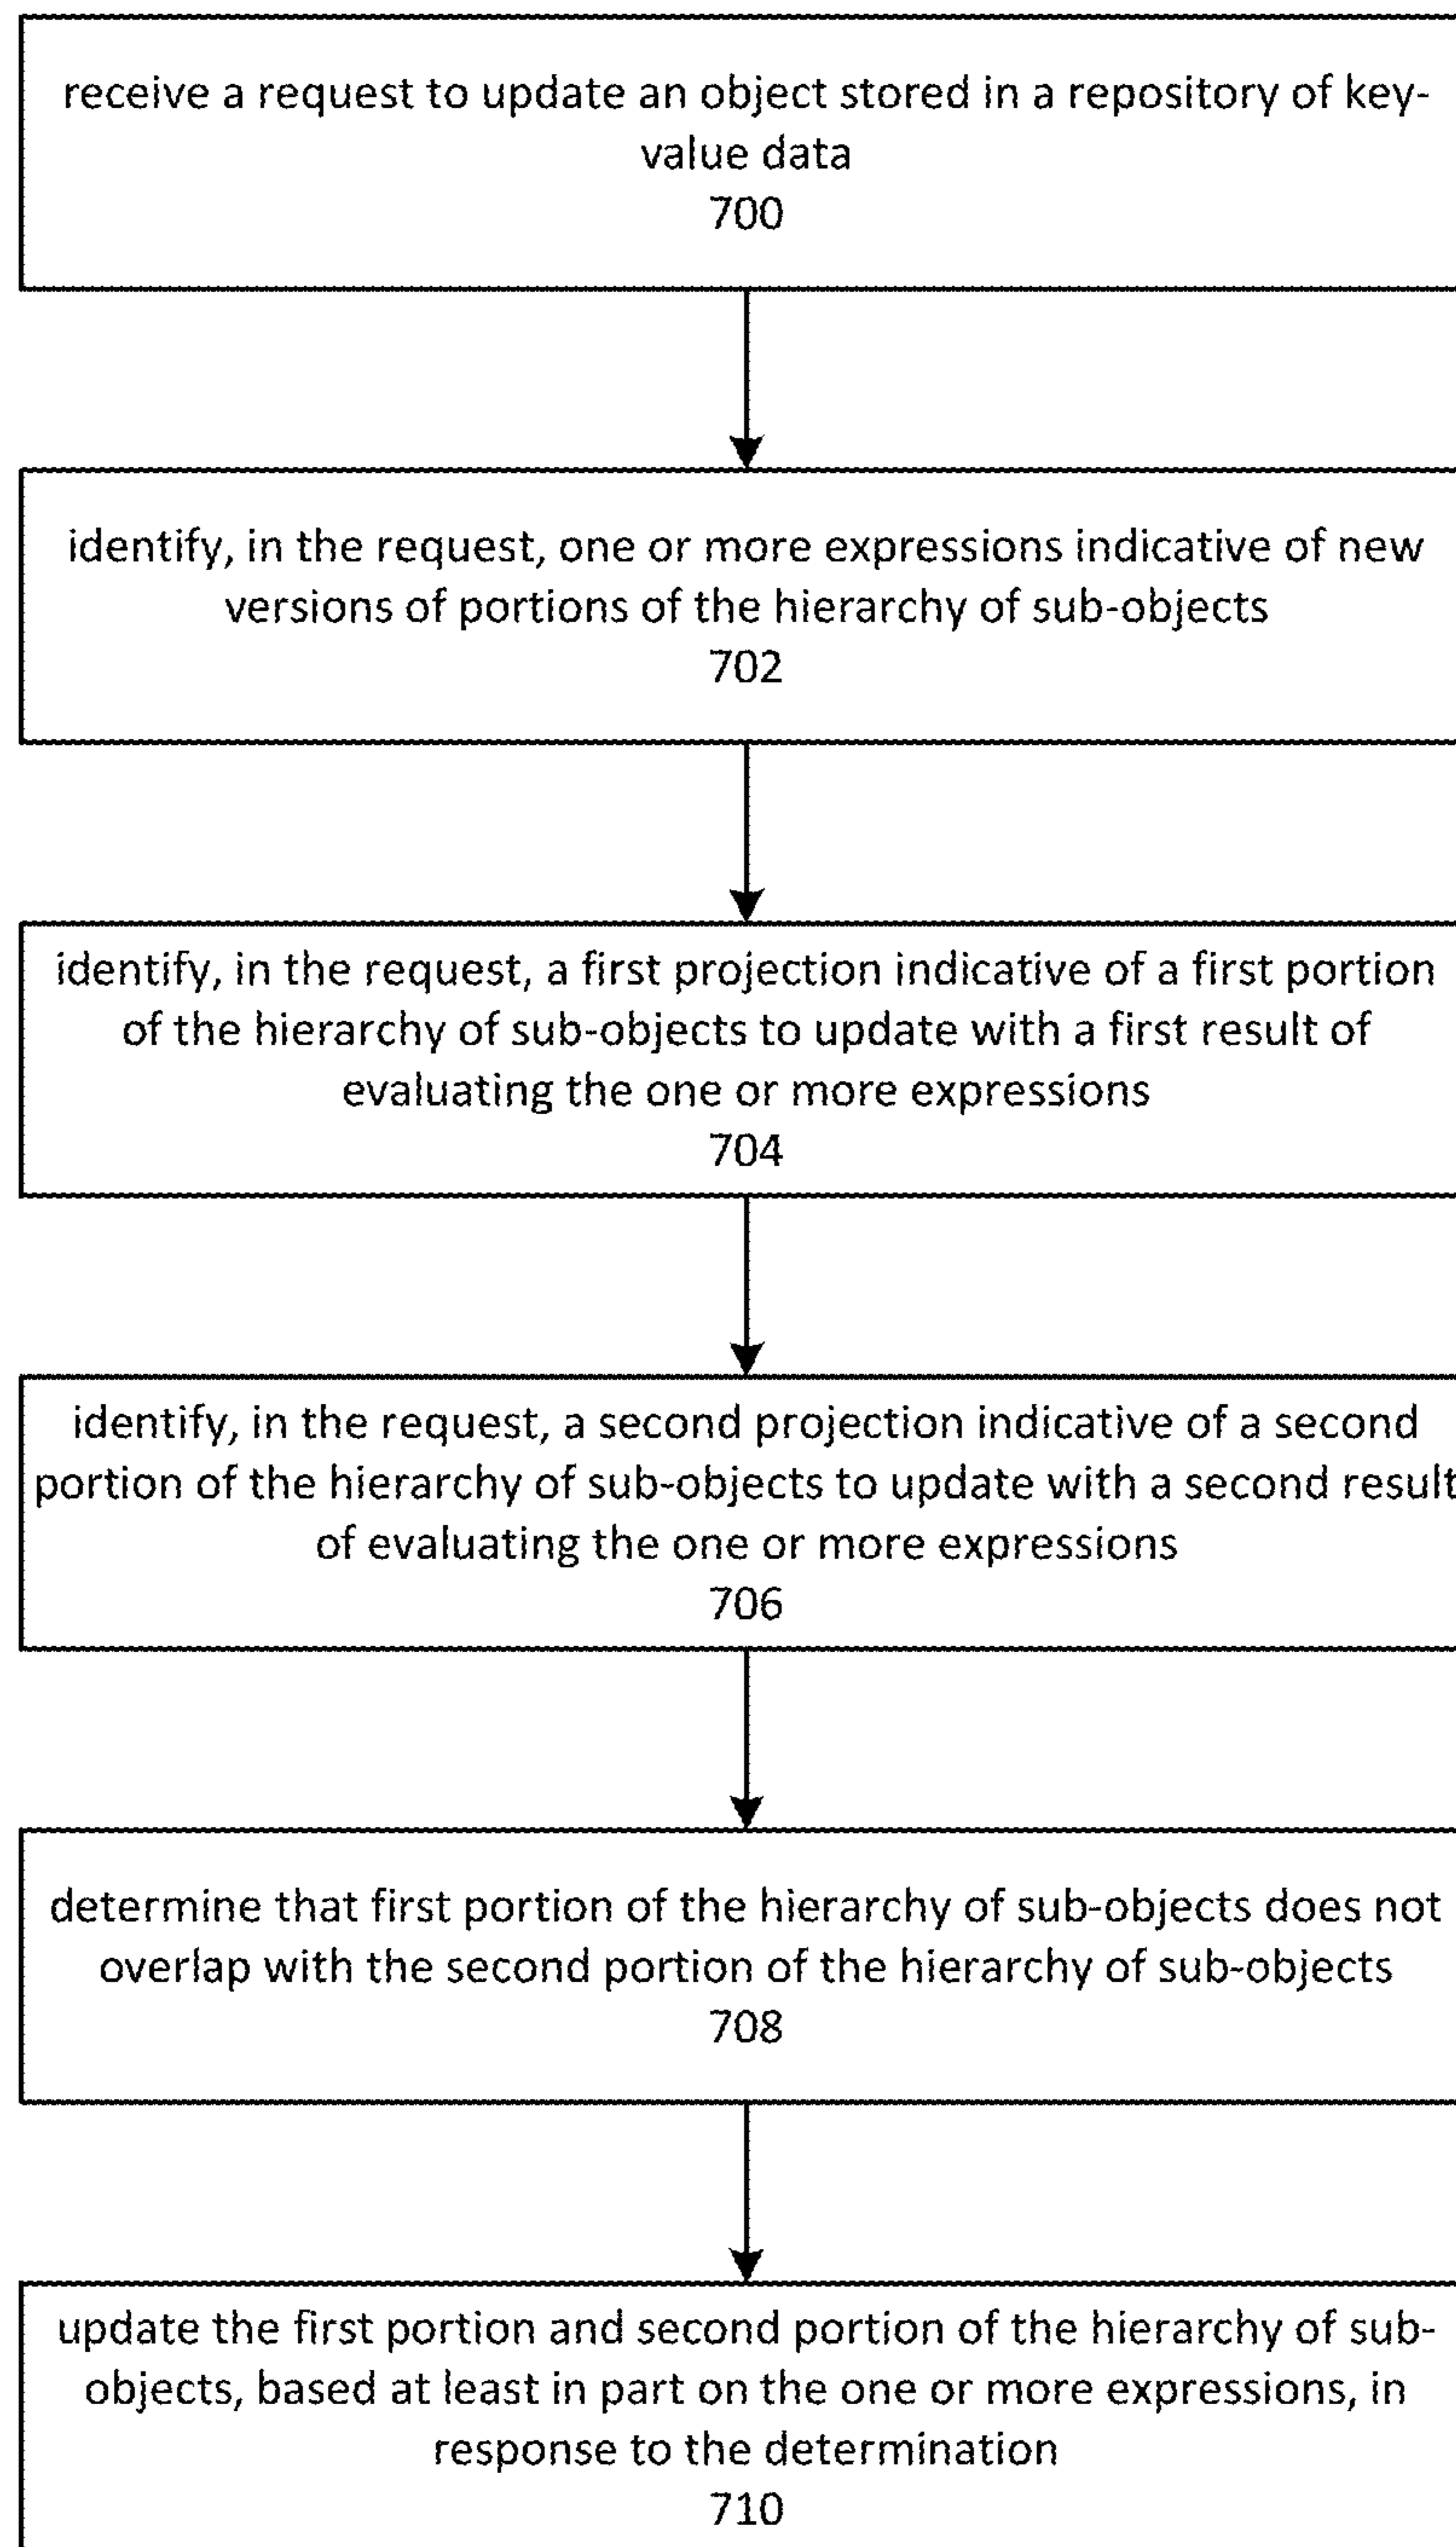 receive a request to update an object stored in a repository of key-
value data
700
identify, in the request, one or more expressions indicative of new
versions of portions of the hierarchy of sub-objects
702
identify, in the request, a first projection indicative of a first portion
of the hierarchy of sub-objects to update with a first result of
evaluating the one or more expressions
704
identify, in the request, a second projection indicative of a second
portion of the hierarchy of sub-objects to update with a second result
of evaluating the one or more expressions
706
determine that first portion of the hierarchy of sub-objects does not
overlap with the second portion of the hierarchy of sub-objects
708
update the first portion and second portion of the hierarchy of sub-
objects, based at least in part on the one or more expressions, in
response to the determination
710